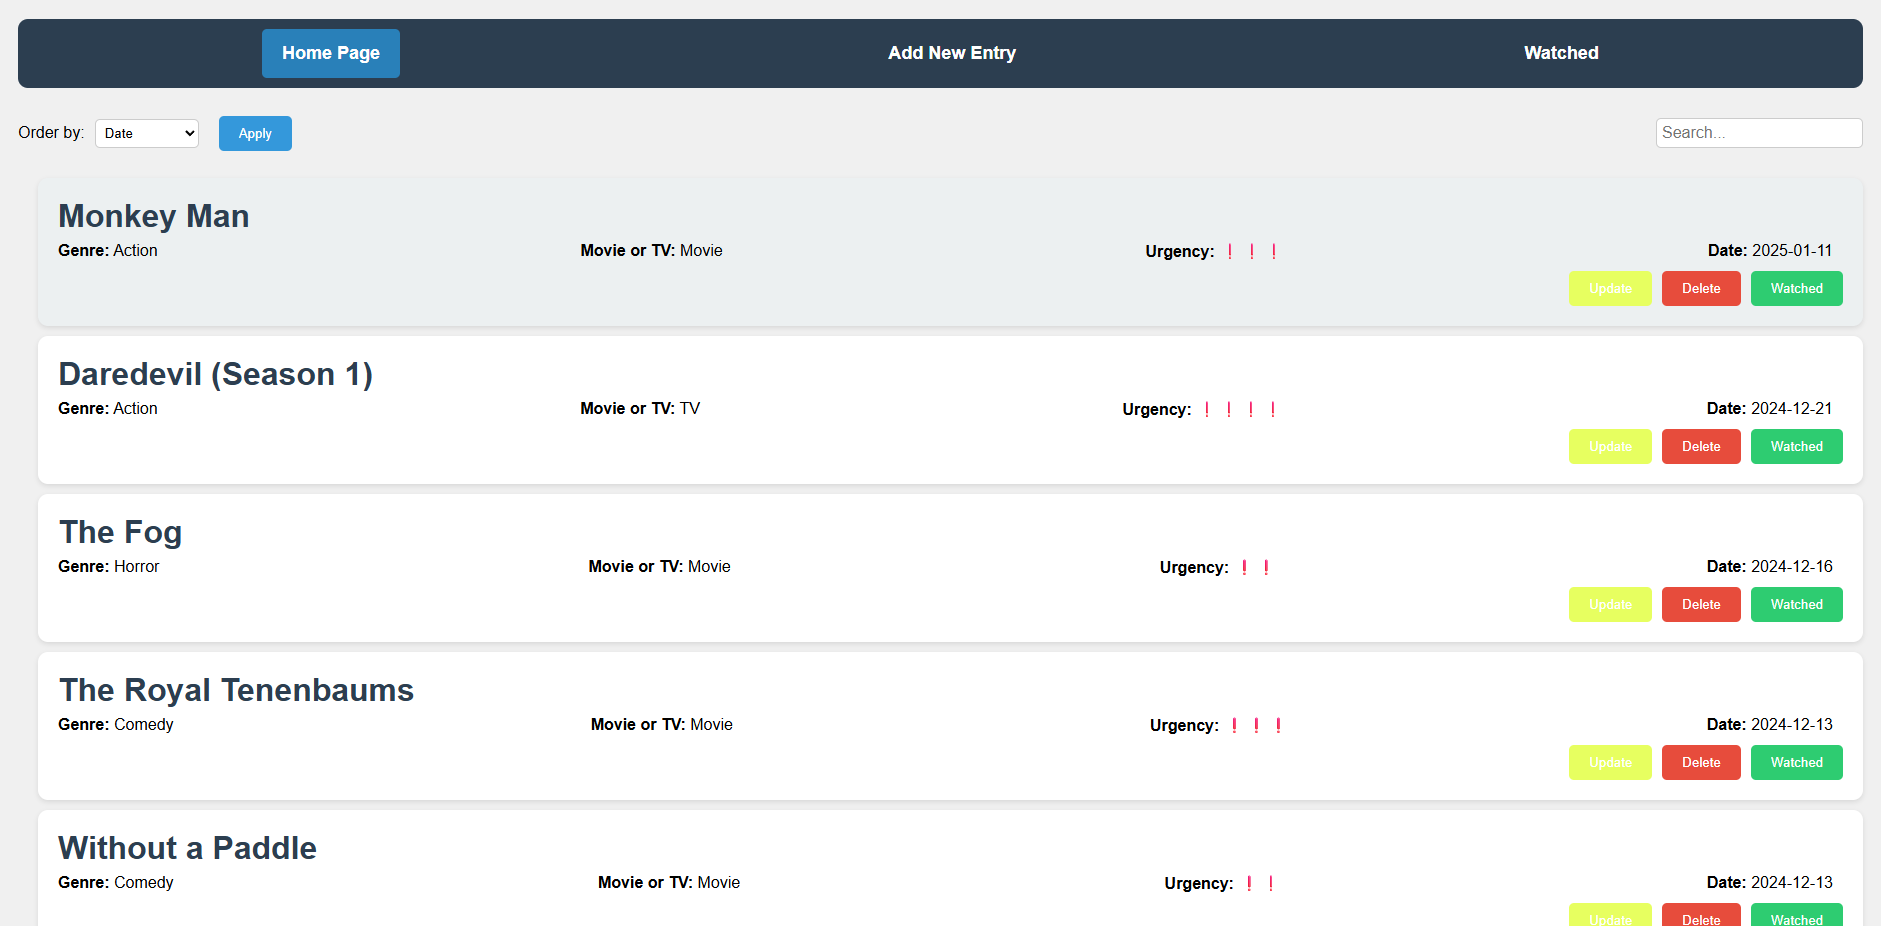 Home Page Add New Entry Watched
Order by: Date Apply Search...
Monkey Man
Genre: Action Movie or TV: Movie Urgency: ❗ ❗ ❗ Date: 2025-01-11
Update Delete Watched
Daredevil (Season 1)
Genre: Action Movie or TV: TV Urgency: ❗ ❗ ❗ ❗ Date: 2024-12-21
Update Delete Watched
The Fog
Genre: Horror Movie or TV: Movie Urgency: ❗ ❗ Date: 2024-12-16
Update Delete Watched
The Royal Tenenbaums
Genre: Comedy Movie or TV: Movie Urgency: ❗ ❗ ❗ Date: 2024-12-13
Update Delete Watched
Without a Paddle
Genre: Comedy Movie or TV: Movie Urgency: ❗ ❗ Date: 2024-12-13
Update Delete Watched